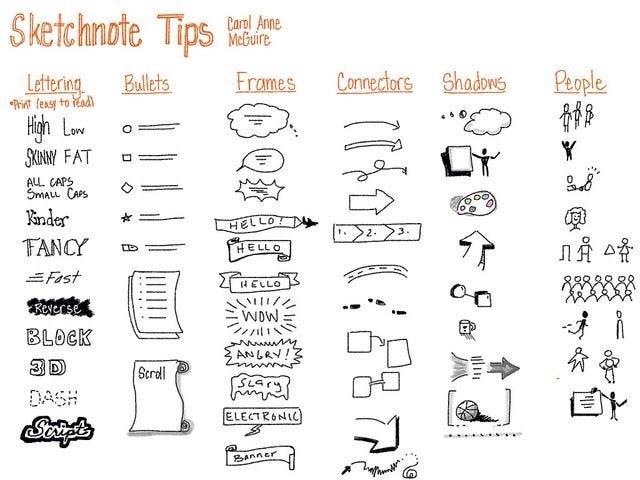 Sketchnote Tips
Carol Anne
McGuire
Lettering
*Print (easy to read)
High Low
SKINNY FAT
ALL CAPS
SMALL CAPS
Kinder
FANCY
Fast
Reverse
BLOCK
3D
DASH
Script
Bullets
Scroll
Frames
HELLO!
HELLO
HELLO
WOW
ANGRY!
Scary
ELECTRONIC
Banner
Connectors
1. 2. 3.
Shadows
People